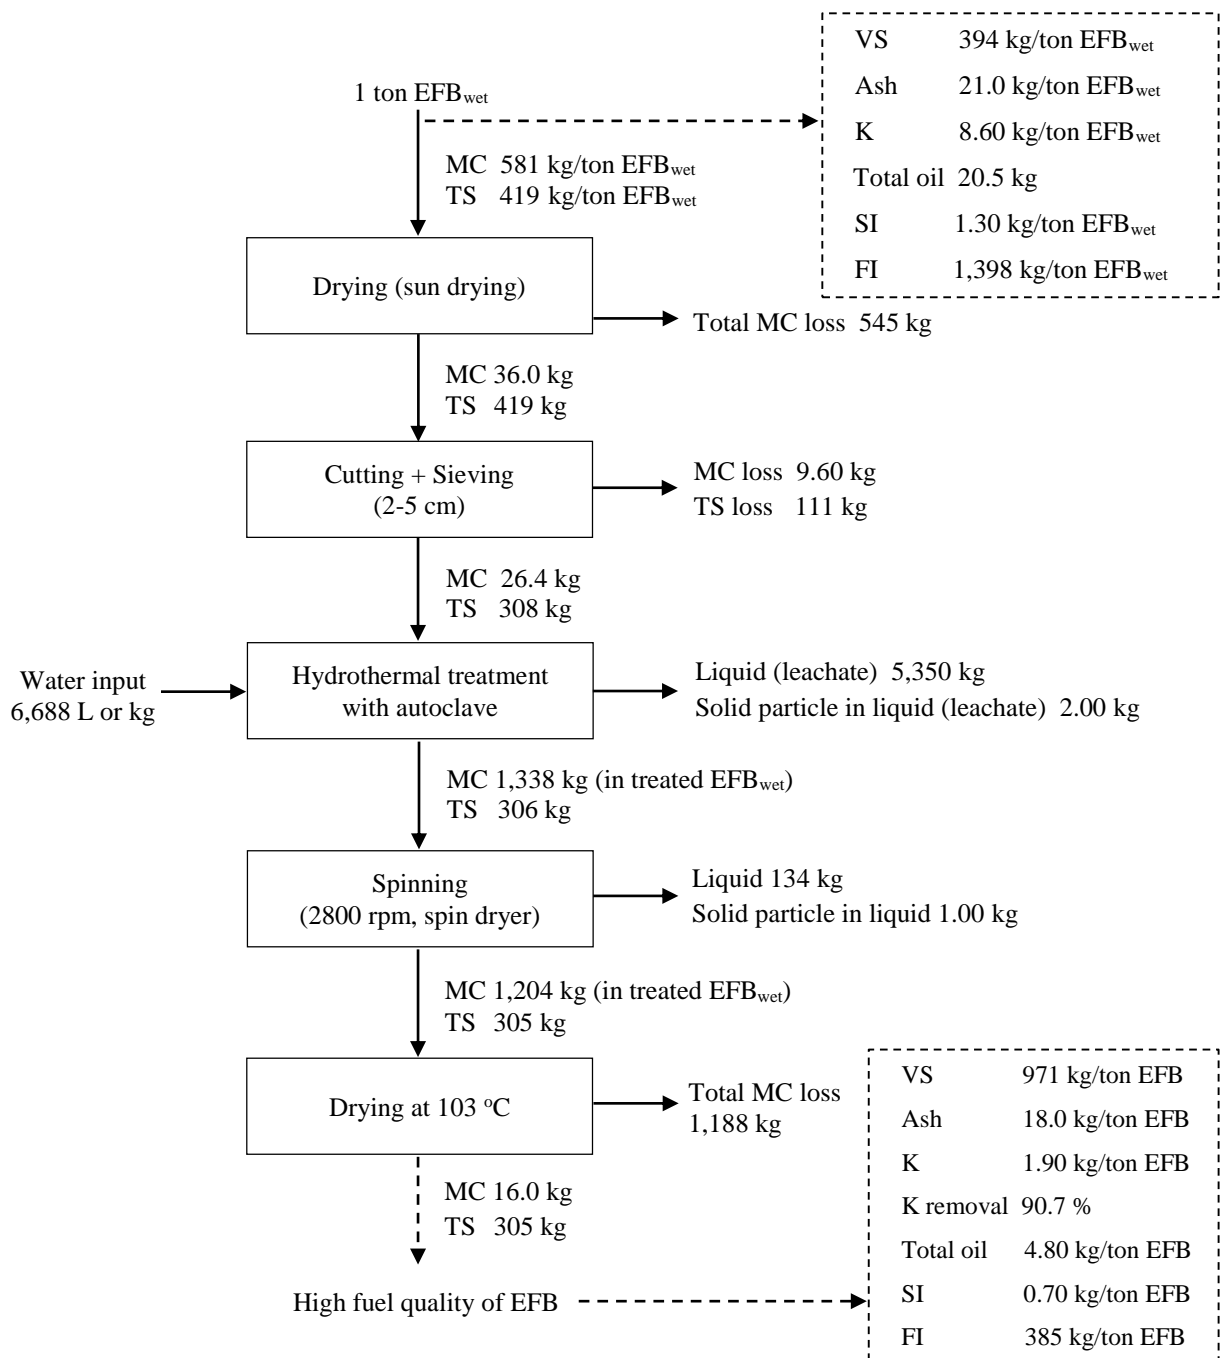 1 ton EFBwet
VS 394 kg/ton EFBwet
Ash 21.0 kg/ton EFBwet
K 8.60 kg/ton EFBwet
Total oil 20.5 kg
SI 1.30 kg/ton EFBwet
FI 1,398 kg/ton EFBwet
MC 581 kg/ton EFBwet
TS 419 kg/ton EFBwet
Drying (sun drying)
Total MC loss 545 kg
MC 36.0 kg
TS 419 kg
Cutting + Sieving
(2-5 cm)
MC loss 9.60 kg
TS loss 111 kg
MC 26.4 kg
TS 308 kg
Water input
6,688 L or kg
Hydrothermal treatment
with autoclave
Liquid (leachate) 5,350 kg
Solid particle in liquid (leachate) 2.00 kg
MC 1,338 kg (in treated EFBwet)
TS 306 kg
Spinning
(2800 rpm, spin dryer)
Liquid 134 kg
Solid particle in liquid 1.00 kg
MC 1,204 kg (in treated EFBwet)
TS 305 kg
Drying at 103 °C
Total MC loss
1,188 kg
MC 16.0 kg
TS 305 kg
High fuel quality of EFB
VS 971 kg/ton EFB
Ash 18.0 kg/ton EFB
K 1.90 kg/ton EFB
K removal 90.7 %
Total oil 4.80 kg/ton EFB
SI 0.70 kg/ton EFB
FI 385 kg/ton EFB